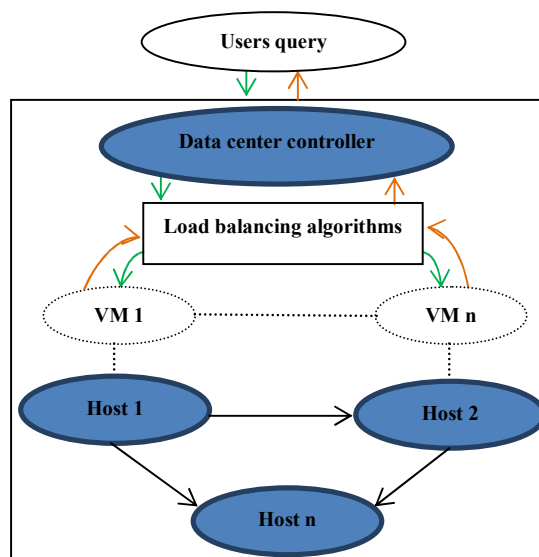 Users query
Data center controller
Load balancing algorithms
VM 1
VM n
Host 1
Host 2
Host n